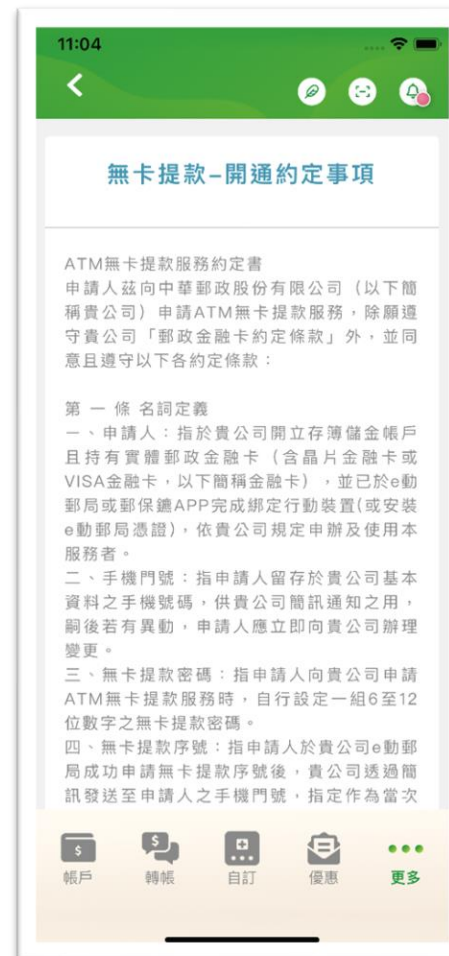 11:04
無卡提款–開通約定事項
ATM無卡提款服務約定書
申請人茲向中華郵政股份有限公司（以下簡
稱貴公司）申請ATM無卡提款服務，除願遵
守貴公司「郵政金融卡約定條款」外，並同
意且遵守以下各約定條款：
第 一 條 名詞定義
一、申請人：指於貴公司開立存簿儲金帳戶
且持有實體郵政金融卡（含晶片金融卡或
VISA金融卡，以下簡稱金融卡），並已於e動
郵局或郵保鑣APP完成綁定行動裝置(或安裝
e動郵局憑證)，依貴公司規定申辦及使用本
服務者。
二、手機門號：指申請人留存於貴公司基本
資料之手機號碼，供貴公司簡訊通知之用，
嗣後若有異動，申請人應立即向貴公司辦理
變更。
三、無卡提款密碼：指申請人向貴公司申請
ATM無卡提款服務時，自行設定一組6至12
位數字之無卡提款密碼。
四、無卡提款序號：指申請人於貴公司e動郵
局成功申請無卡提款序號後，貴公司透過簡
訊發送至申請人之手機門號，指定作為當次
帳戶 轉帳 自訂 優惠 更多